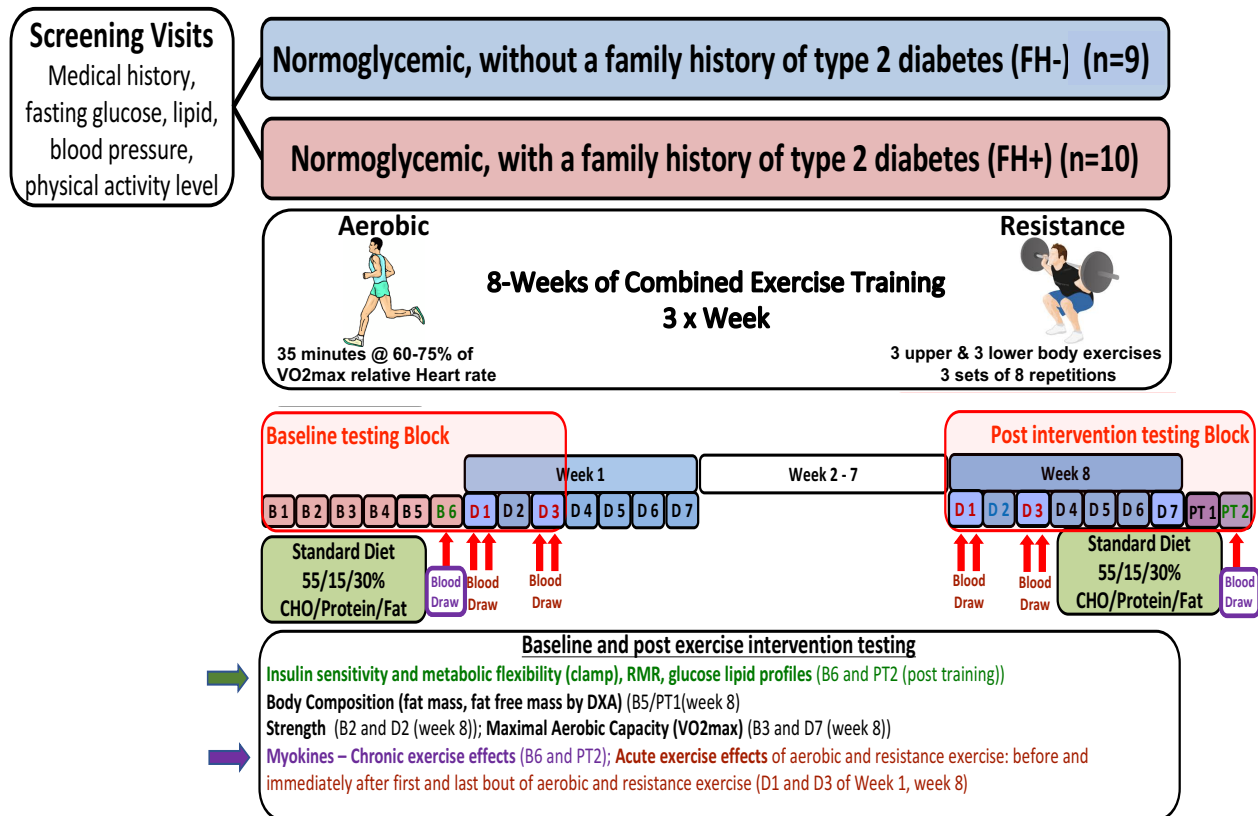 Screening Visits
Medical history,
fasting glucose, lipid,
blood pressure,
physical activity level
Normoglycemic, without a family history of type 2 diabetes (FH-) (n=9)
Normoglycemic, with a family history of type 2 diabetes (FH+) (n=10)
Aerobic
Resistance
8-Weeks of Combined Exercise Training
3 x Week
35 minutes @ 60-75% of
VO2max relative Heart rate
3 upper & 3 lower body exercises
3 sets of 8 repetitions
Baseline testing Block
Post intervention testing Block
Week 1
Week 2 - 7
Week 8
B 1 B 2 B 3 B 4 B 5 B 6 D 1 D 2 D 3 D 4 D 5 D 6 D 7
D 1 D 2 D 3 D 4 D 5 D 6 D 7 PT 1 PT 2
Standard Diet
55/15/30%
CHO/Protein/Fat
Blood
Draw
Blood
Draw
Blood
Draw
Blood
Draw
Blood
Draw
Standard Diet
55/15/30%
CHO/Protein/Fat
Blood
Draw
Baseline and post exercise intervention testing
Insulin sensitivity and metabolic flexibility (clamp), RMR, glucose lipid profiles (B6 and PT2 (post training))
Body Composition (fat mass, fat free mass by DXA) (B5/PT1(week 8)
Strength (B2 and D2 (week 8)); Maximal Aerobic Capacity (VO2max) (B3 and D7 (week 8))
Myokines – Chronic exercise effects (B6 and PT2); Acute exercise effects of aerobic and resistance exercise: before and
immediately after first and last bout of aerobic and resistance exercise (D1 and D3 of Week 1, week 8)